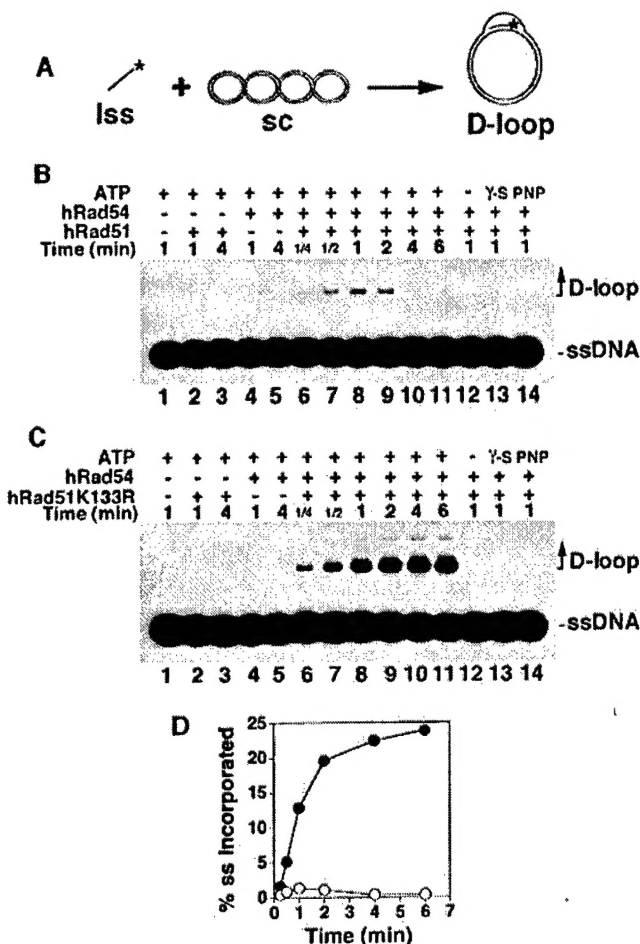 A
lss + sc D-loop
B
ATP + + + + + + + + + + + - γ-S PNP
hRad54 - - - + + + + + + + + + + +
hRad51 - + + - - + + + + + + + + +
Time (min) 1 1 4 1 4 1/4 1/2 1 2 4 6 1 1 1
D-loop
-ssDNA
1 2 3 4 5 6 7 8 9 10 11 12 13 14
C
ATP + + + + + + + + + + + - γ-S PNP
hRad54 - - - + + + + + + + + + + +
hRad51K133R - + + - - + + + + + + + + +
Time (min) 1 1 4 1 4 1/4 1/2 1 2 4 6 1 1 1
D-loop
-ssDNA
1 2 3 4 5 6 7 8 9 10 11 12 13 14
D
% ss incorporated
25
20
15
10
5
0
0 1 2 3 4 5 6 7
Time (min)